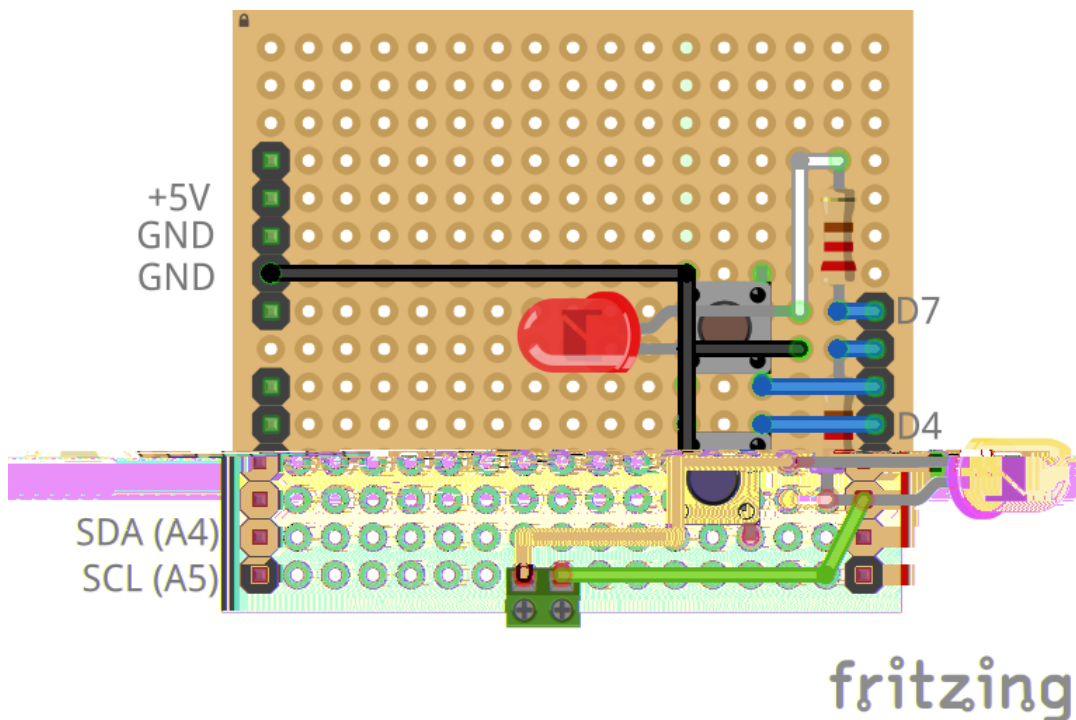 +5V
GND
GND
D7
D4
SDA (A4)
SCL (A5)
fritzing